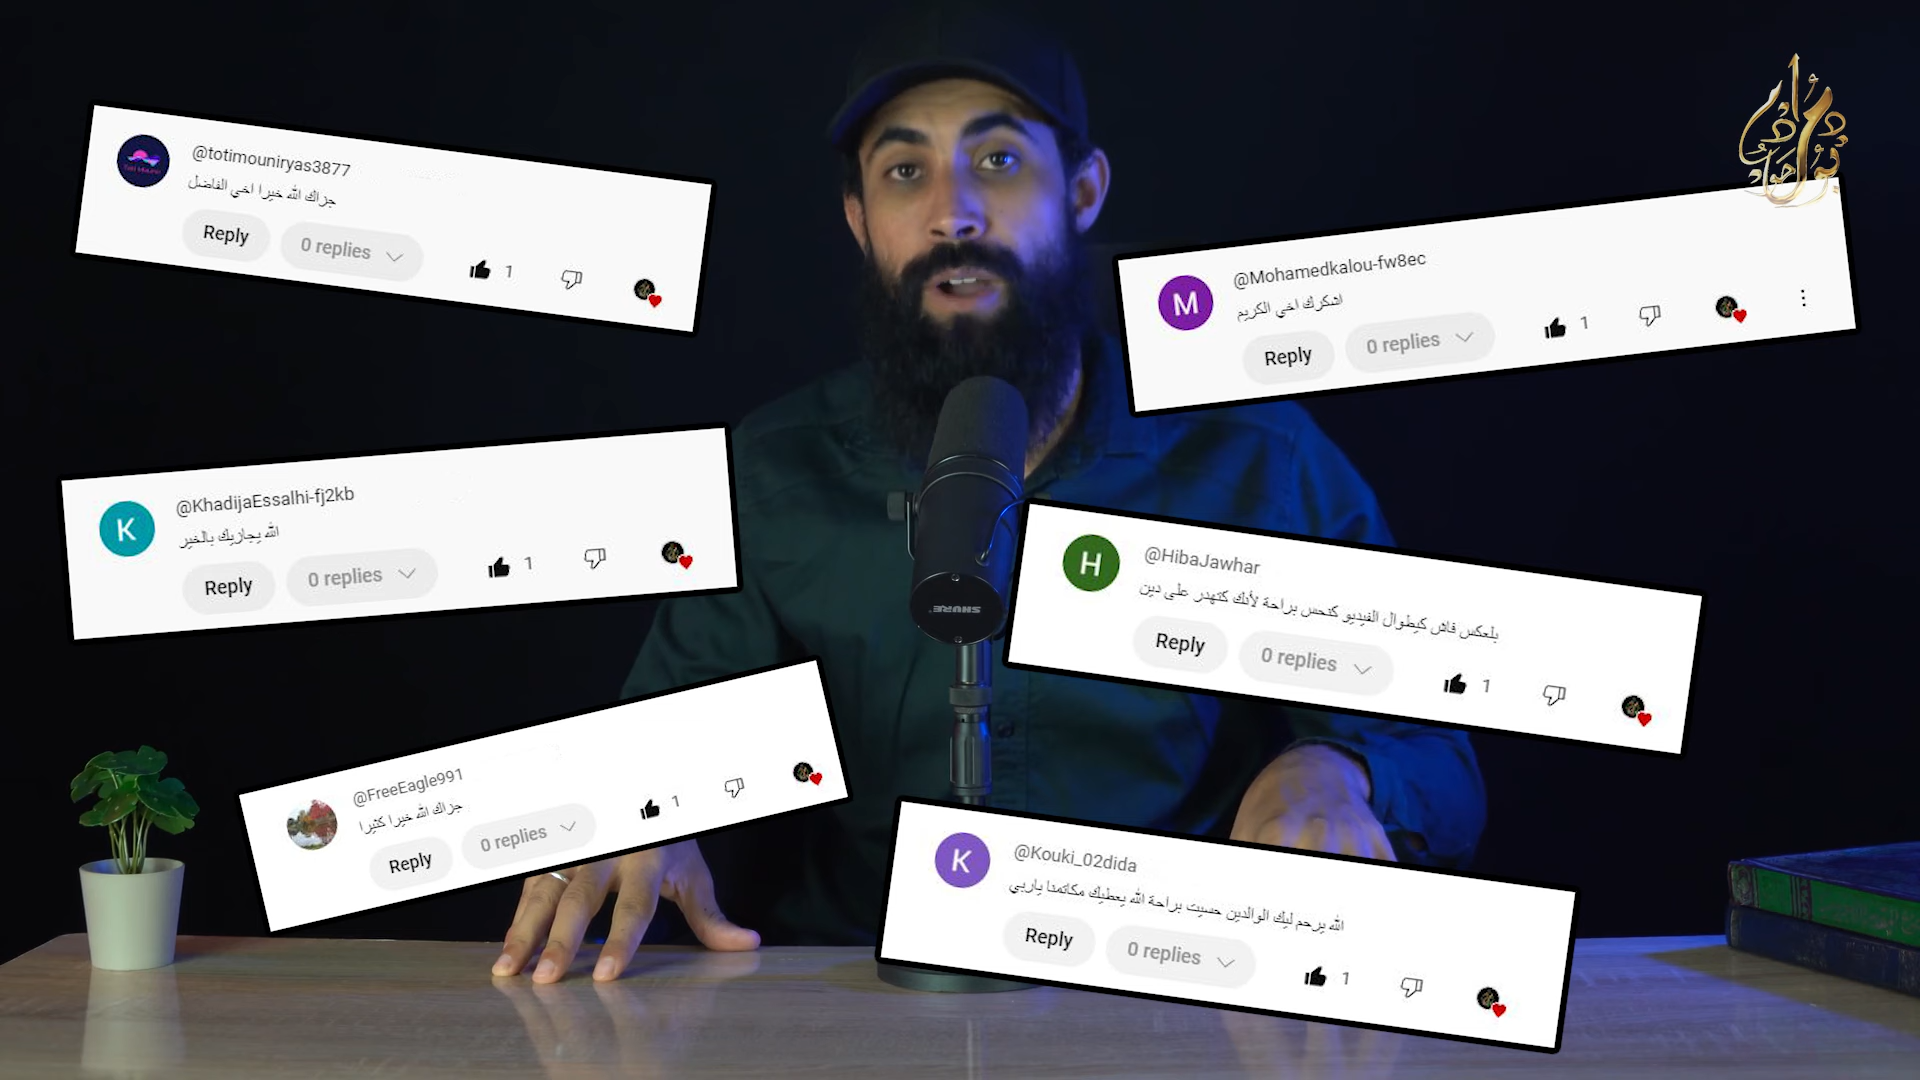 @totimouniryas3877
جزاك الله خيرا اخي الفاضل
Reply
0 replies
1
@Mohamedkalou-fw8ec
M
اشكرك اخي الكريم
Reply
0 replies
1
@KhadijaEssalhi-fj2kb
K
الله يجازيك بالخير
Reply
0 replies
1
@HibaJawhar
H
بلعكس فاش كيطوال الفيديو كنحس براحة لأنك كتهدر على دين
Reply
0 replies
1
SHURE
@FreeEagle991
جزاك الله خيرا كثيرا
Reply
0 replies
1
@Kouki_02dida
K
الله يرحم ليك الوالدين حسيت براحة الله يعطيك مكاتمنا ياربي
Reply
0 replies
1